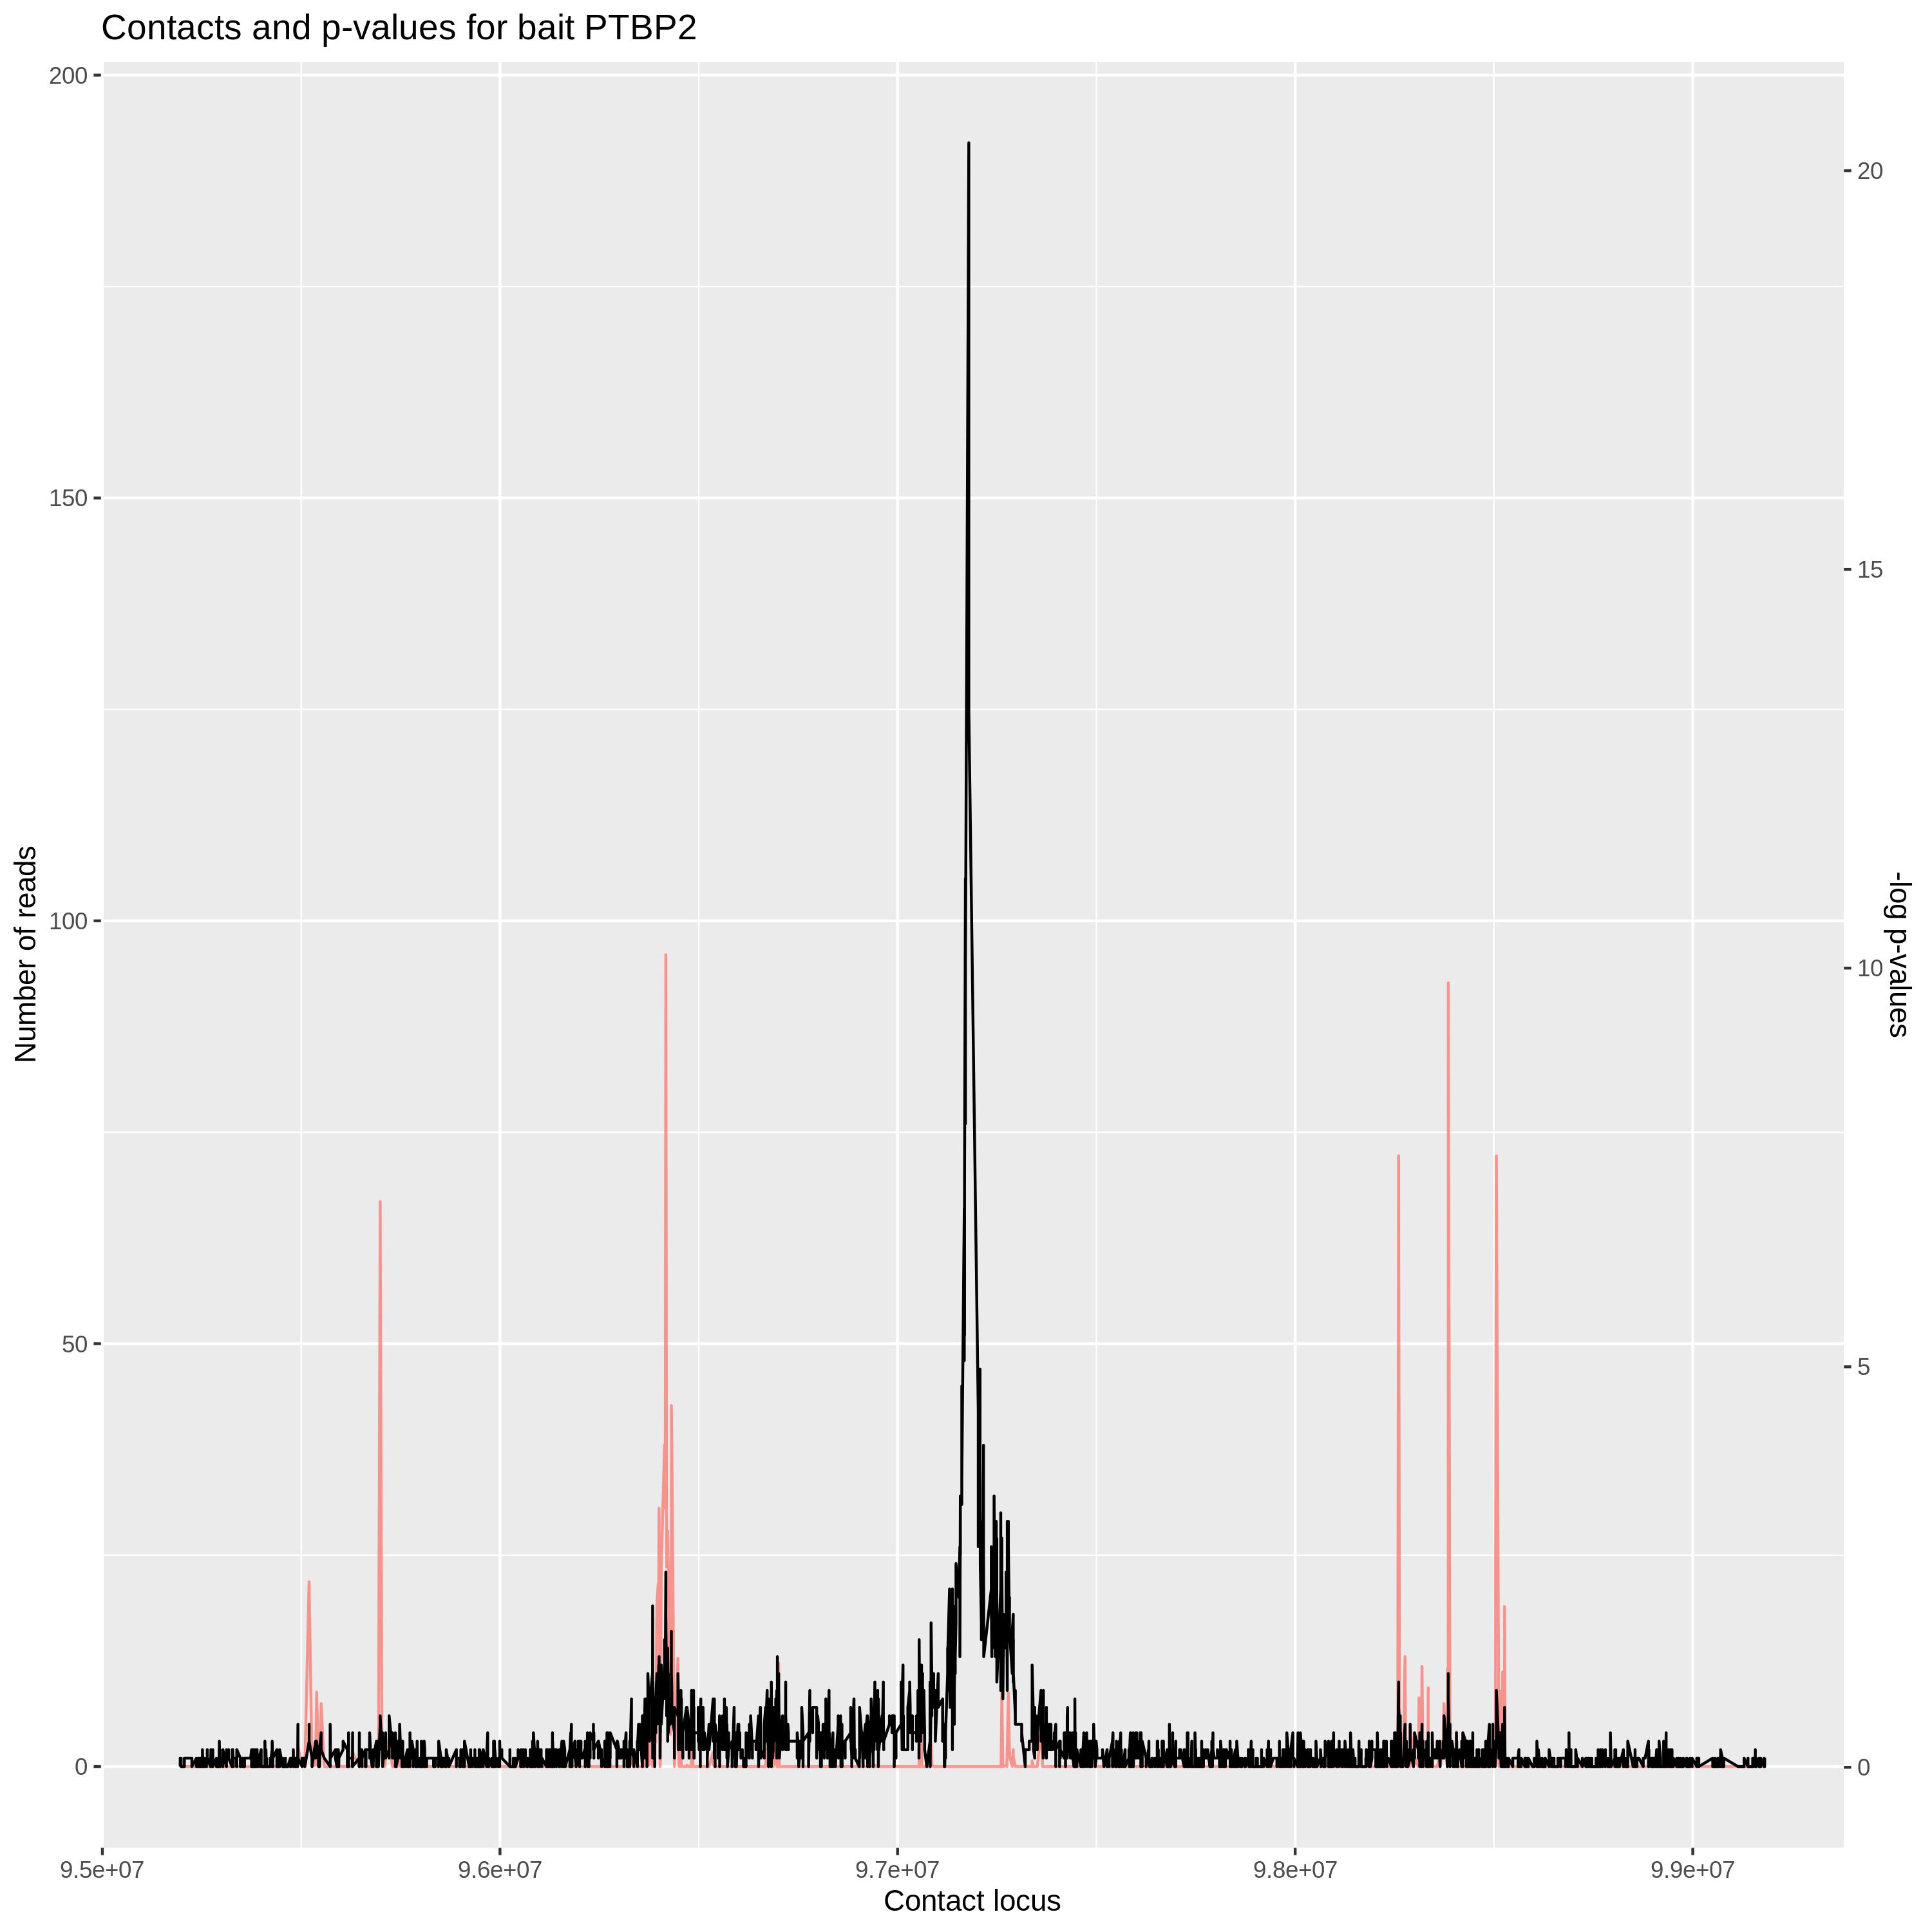 Contacts and p-values for bait PTBP2
200
150
100
50
0
Number of reads
20
15
10
5
0
-log p-values
9.5e+07
9.6e+07
9.7e+07
9.8e+07
9.9e+07
Contact locus